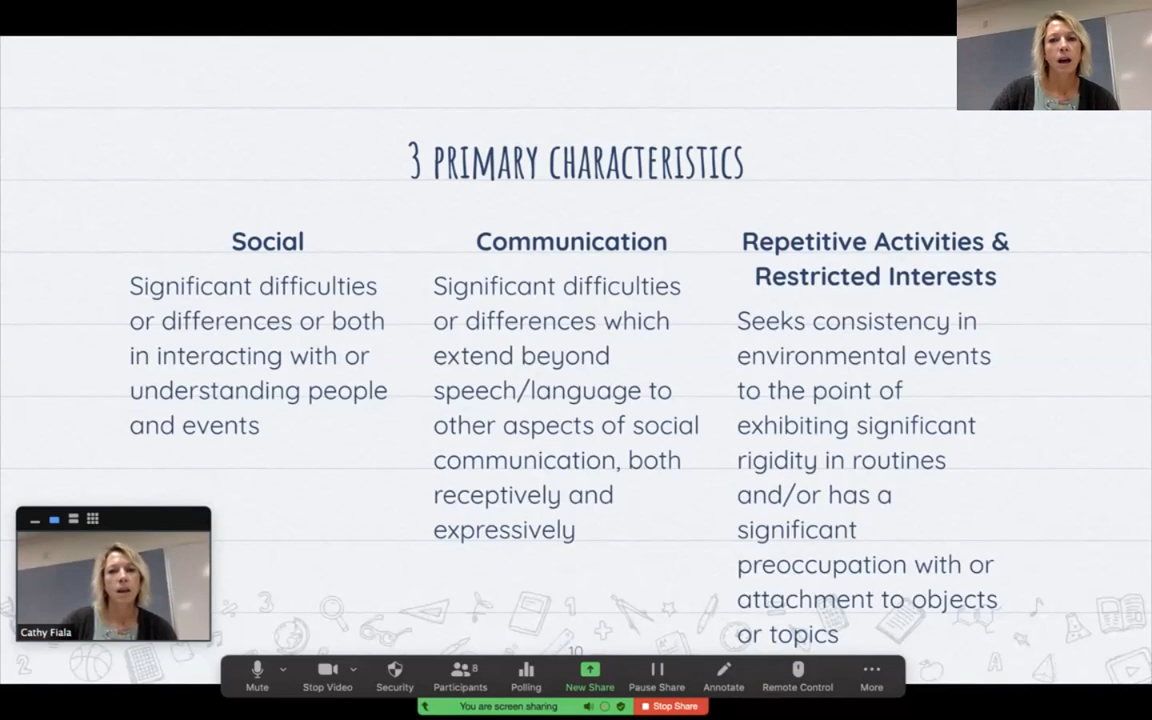 3 PRIMARY CHARACTERISTICS
Social
Significant difficulties
or differences or both
in interacting with or
understanding people
and events
Communication
Significant difficulties
or differences which
extend beyond
speech/language to
other aspects of social
communication, both
receptively and
expressively
Repetitive Activities &
Restricted Interests
Seeks consistency in
environmental events
to the point of
exhibiting significant
rigidity in routines
and/or has a
significant
preoccupation with or
attachment to objects
or topics
Cathy Fiala
10
Mute
Stop Video
Security
Participants 8
Polling
New Share
Pause Share
Annotate
Remote Control
More
You are screen sharing
Stop Share